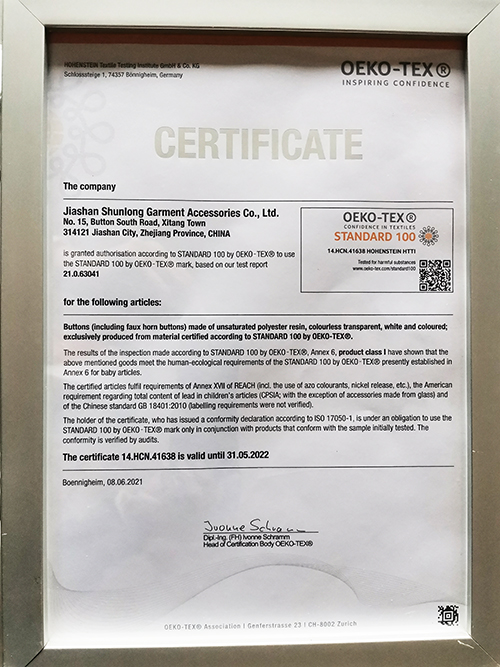 HOHENSTEIN Textile Testing Institute GmbH & Co. KG
Schlosssteige 1, 74357 Bönnigheim, Germany
OEKO-TEX®
INSPIRING CONFIDENCE
CERTIFICATE
The company
Jiashan Shunlong Garment Accessories Co., Ltd.
No. 15, Button South Road, Xitang Town
314121 Jiashan City, Zhejiang Province, CHINA
is granted authorisation according to STANDARD 100 by OEKO-TEX® to use
the STANDARD 100 by OEKO-TEX® mark, based on our test report
21.0.63041
OEKO-TEX®
CONFIDENCE IN TEXTILES
STANDARD 100
14.HCN.41638 HOHENSTEIN HTTI
Tested for harmful substances
www.oeko-tex.com/standard100
for the following articles:
Buttons (including faux horn buttons) made of unsaturated polyester resin, colourless transparent, white and coloured;
exclusively produced from material certified according to STANDARD 100 by OEKO-TEX®.
The results of the inspection made according to STANDARD 100 by OEKO-TEX®, Annex 6, product class I have shown that the
above mentioned goods meet the human-ecological requirements of the STANDARD 100 by OEKO-TEX® presently established in
Annex 6 for baby articles.
The certified articles fulfil requirements of Annex XVII of REACH (incl. the use of azo colourants, nickel release, etc.), the American
requirement regarding total content of lead in children's articles (CPSIA; with the exception of accessories made from glass) and
of the Chinese standard GB 18401:2010 (labelling requirements were not verified).
The holder of the certificate, who has issued a conformity declaration according to ISO 17050-1, is under an obligation to use the
STANDARD 100 by OEKO-TEX® mark only in conjunction with products that conform with the sample initially tested. The
conformity is verified by audits.
The certificate 14.HCN.41638 is valid until 31.05.2022
Boennigheim, 08.06.2021
Ivonne Schramm
Dipl.-Ing. (FH) Ivonne Schramm
Head of Certification Body OEKO-TEX®
OEKO-TEX® Association | Genferstrasse 23 | CH-8002 Zurich